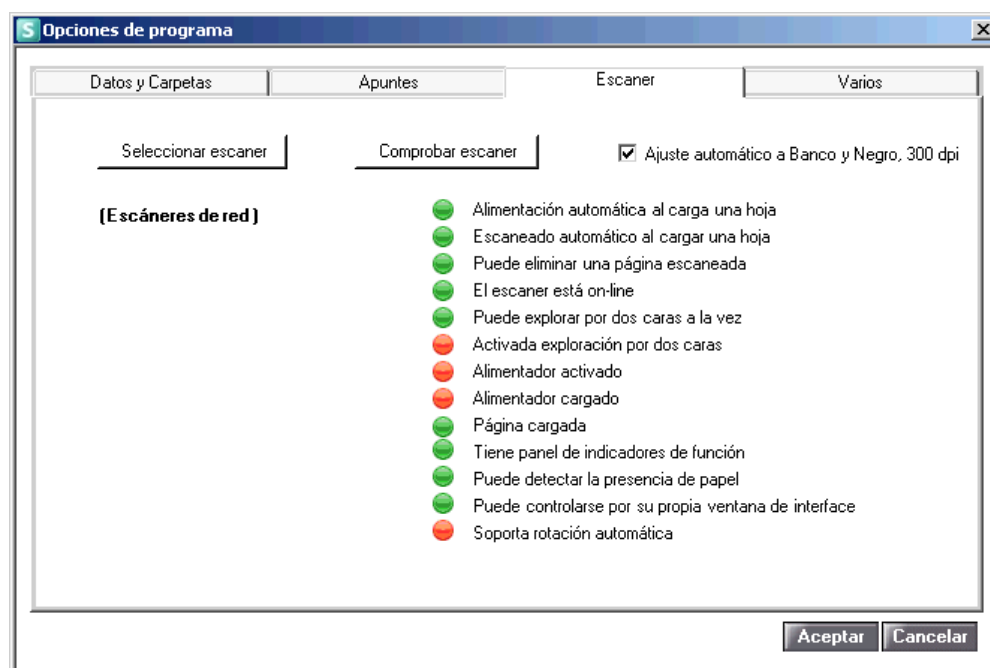 S Opciones de programa
Datos y Carpetas Apuntes Escaner Varios
Seleccionar escaner Comprobar escaner Ajuste automático a Banco y Negro, 300 dpi
(Escáneres de red )
Alimentación automática al carga una hoja
Escaneado automático al cargar una hoja
Puede eliminar una página escaneada
El escaner está on-line
Puede explorar por dos caras a la vez
Activada exploración por dos caras
Alimentador activado
Alimentador cargado
Página cargada
Tiene panel de indicadores de función
Puede detectar la presencia de papel
Puede controlarse por su propia ventana de interface
Soporta rotación automática
Aceptar Cancelar